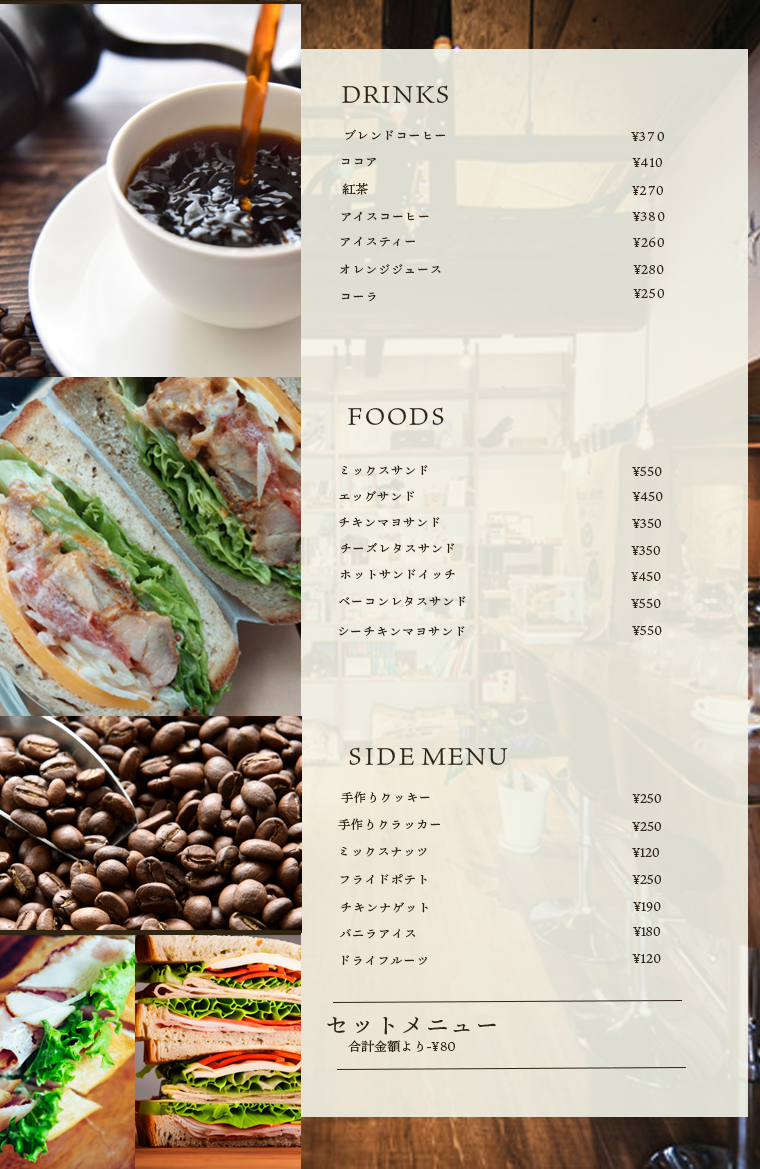 DRINKS
ブレンドコーヒー ¥370
ココア ¥410
紅茶 ¥270
アイスコーヒー ¥380
アイスティー ¥260
オレンジジュース ¥280
コーラ ¥250
FOODS
ミックスサンド ¥550
エッグサンド ¥450
チキンマヨサンド ¥350
チーズレタスサンド ¥350
ホットサンドイッチ ¥450
ベーコンレタスサンド ¥550
シーチキンマヨサンド ¥550
SIDE MENU
手作りクッキー ¥250
手作りクラッカー ¥250
ミックスナッツ ¥120
フライドポテト ¥250
チキンナゲット ¥190
バニラアイス ¥180
ドライフルーツ ¥120
セットメニュー
合計金額より-¥80